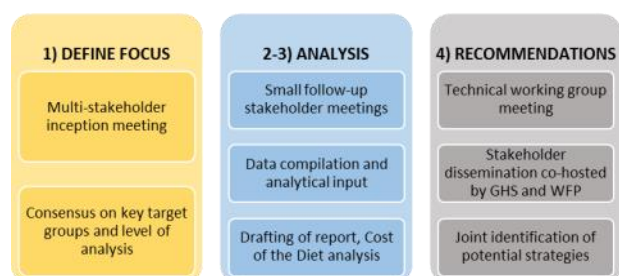 1) DEFINE FOCUS
Multi-stakeholder
inception meeting
Consensus on key target
groups and level of
analysis
2-3) ANALYSIS
Small follow-up
stakeholder meetings
Data compilation and
analytical input
Drafting of report, Cost
of the Diet analysis
4) RECOMMENDATIONS
Technical working group
meeting
Stakeholder
dissemination co-hosted
by GHS and WFP
Joint identification of
potential strategies